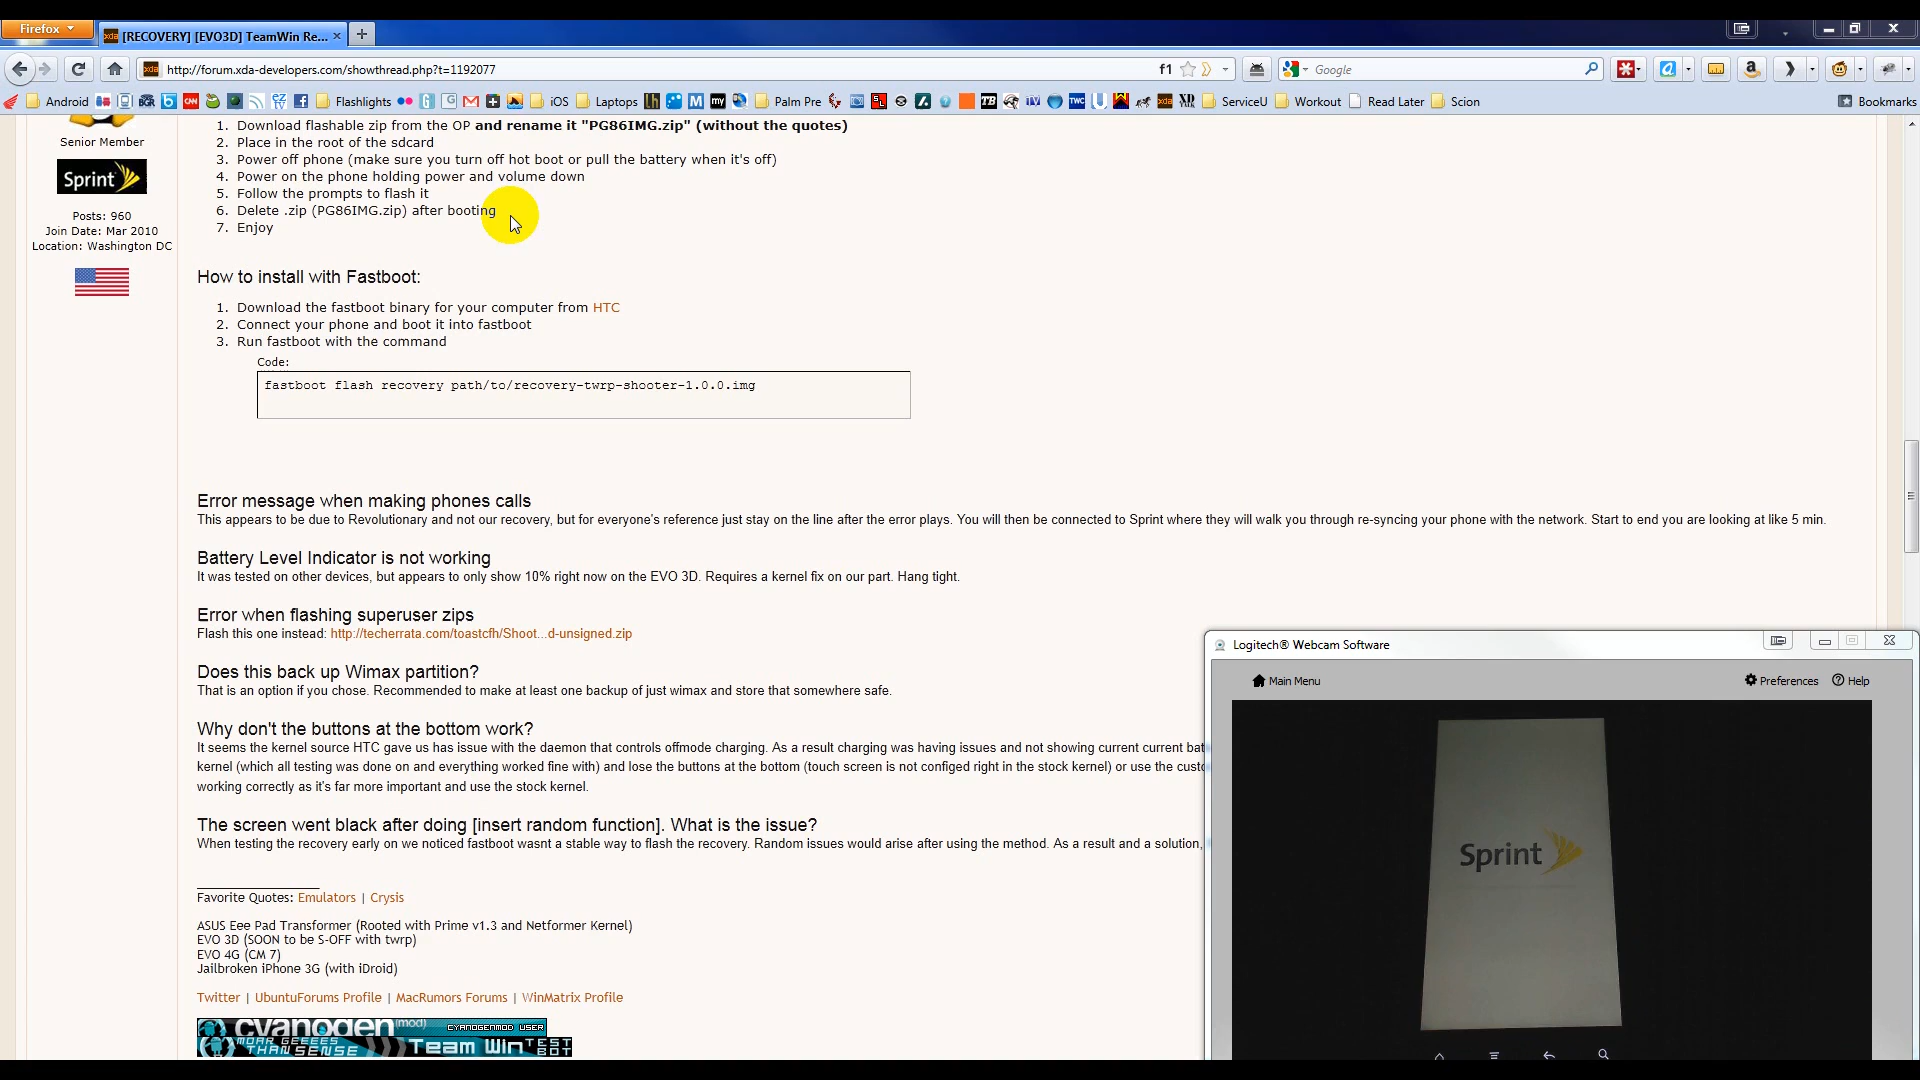 Firefox
[RECOVERY] [EVO3D] TeamWin Re...
http://forum.xda-developers.com/showthread.php?t=1192077
f1
Google
Android
BGR
CNN
Flashlights
iOS
Laptops
my
Palm Pre
TB
TWC
ServiceU
Workout
Read Later
Scion
Bookmarks
Senior Member
Sprint
Posts: 960
Join Date: Mar 2010
Location: Washington DC
1. Download flashable zip from the OP and rename it "PG86IMG.zip" (without the quotes)
2. Place in the root of the sdcard
3. Power off phone (make sure you turn off hot boot or pull the battery when it's off)
4. Power on the phone holding power and volume down
5. Follow the prompts to flash it
6. Delete .zip (PG86IMG.zip) after booting
7. Enjoy
How to install with Fastboot:
1. Download the fastboot binary for your computer from HTC
2. Connect your phone and boot it into fastboot
3. Run fastboot with the command
Code:
fastboot flash recovery path/to/recovery-twrp-shooter-1.0.0.img
Error message when making phones calls
This appears to be due to Revolutionary and not our recovery, but for everyone's reference just stay on the line after the error plays. You will then be connected to Sprint where they will walk you through re-syncing your phone with the network. Start to end you are looking at like 5 min.
Battery Level Indicator is not working
It was tested on other devices, but appears to only show 10% right now on the EVO 3D. Requires a kernel fix on our part. Hang tight.
Error when flashing superuser zips
Flash this one instead: http://techerrata.com/toastcfh/Shoot...d-unsigned.zip
Does this back up Wimax partition?
That is an option if you chose. Recommended to make at least one backup of just wimax and store that somewhere safe.
Why don't the buttons at the bottom work?
It seems the kernel source HTC gave us has issue with the daemon that controls offmode charging. As a result charging was having issues and not showing current current bat
kernel (which all testing was done on and everything worked fine with) and lose the buttons at the bottom (touch screen is not configed right in the stock kernel) or use the custo
working correctly as it's far more important and use the stock kernel.
The screen went black after doing [insert random function]. What is the issue?
When testing the recovery early on we noticed fastboot wasnt a stable way to flash the recovery. Random issues would arise after using the method. As a result and a solution,
Favorite Quotes: Emulators | Crysis
ASUS Eee Pad Transformer (Rooted with Prime v1.3 and Netformer Kernel)
EVO 3D (SOON to be S-OFF with twrp)
EVO 4G (CM 7)
Jailbroken iPhone 3G (with iDroid)
Twitter | UbuntuForums Profile | MacRumors Forums | WinMatrix Profile
cyanogen(mod) CYANOGENMOD USER
MOAR GEEEES THAN SENSE Team Win TEST BOT
Logitech® Webcam Software
Main Menu
Preferences
Help
Sprint